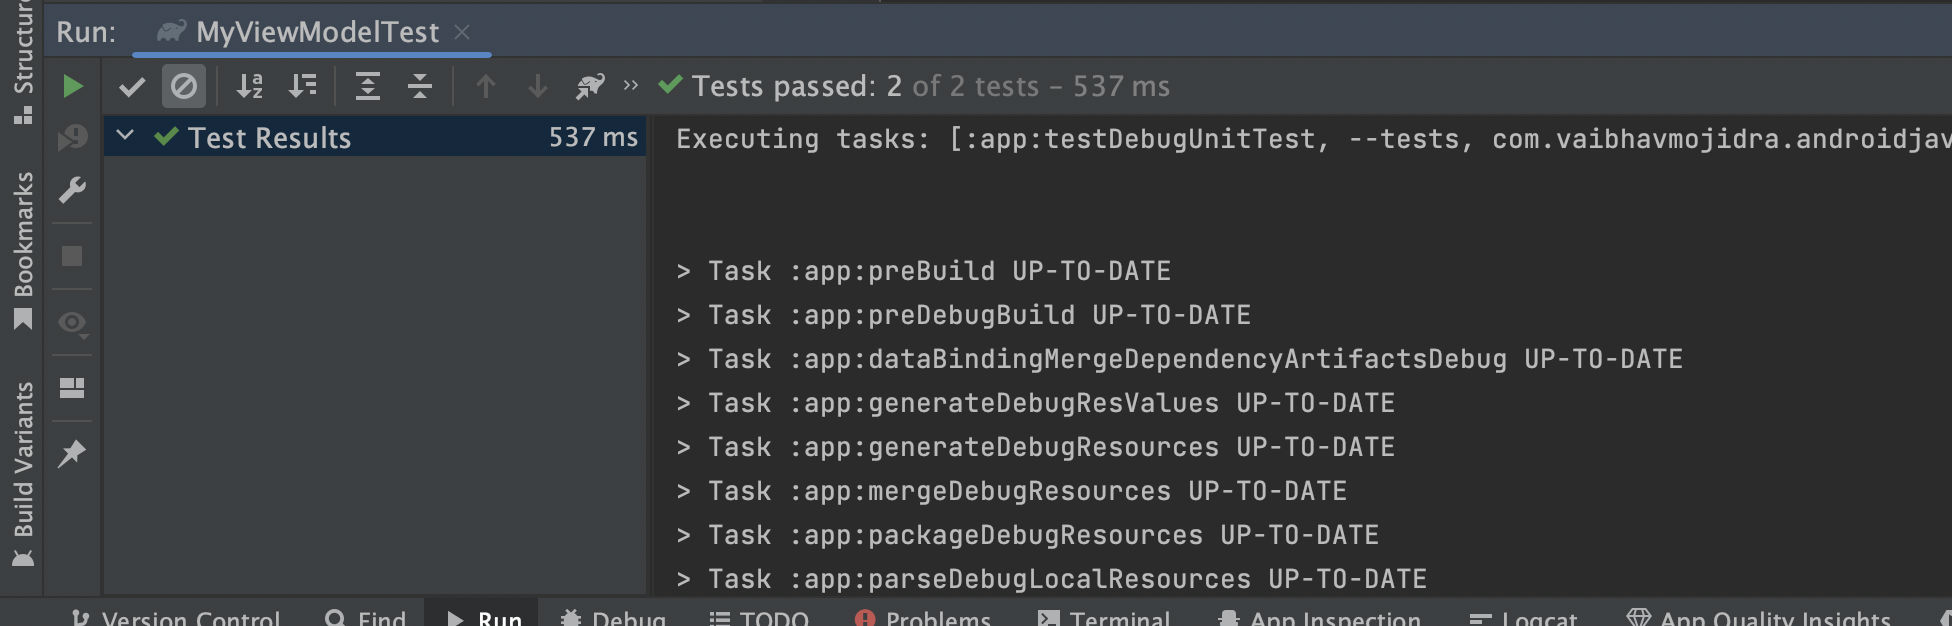 Run: MyViewModelTest
Tests passed: 2 of 2 tests – 537 ms
Test Results 537 ms
Executing tasks: [:app:testDebugUnitTest, --tests, com.vaibhavmojidra.androidjav
> Task :app:preBuild UP-TO-DATE
> Task :app:preDebugBuild UP-TO-DATE
> Task :app:dataBindingMergeDependencyArtifactsDebug UP-TO-DATE
> Task :app:generateDebugResValues UP-TO-DATE
> Task :app:generateDebugResources UP-TO-DATE
> Task :app:mergeDebugResources UP-TO-DATE
> Task :app:packageDebugResources UP-TO-DATE
> Task :app:parseDebugLocalResources UP-TO-DATE
Structure
Bookmarks
Build Variants
Version Control Find Run Debug TODO Problems Terminal App Inspection Logcat App Quality Insights